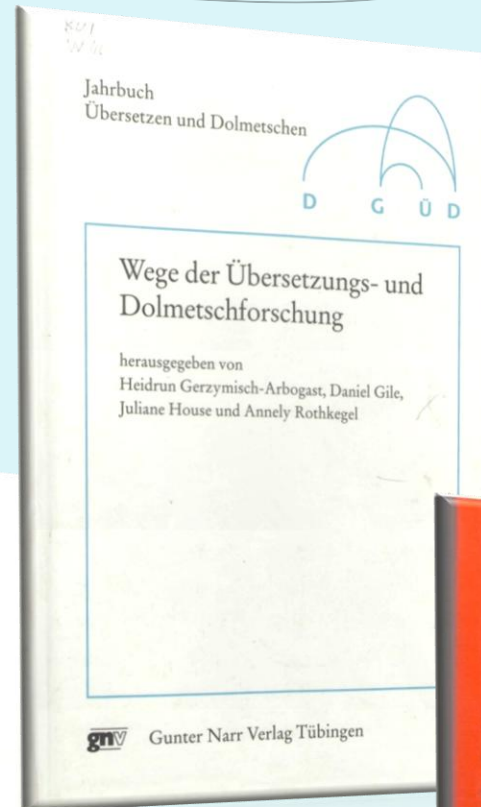 Jahrbuch
Übersetzen und Dolmetschen
D G Ü D
Wege der Übersetzungs- und
Dolmetschforschung
herausgegeben von
Heidrun Gerzymisch-Arbogast, Daniel Gile,
Juliane House und Annely Rothkegel
gnv Gunter Narr Verlag Tübingen